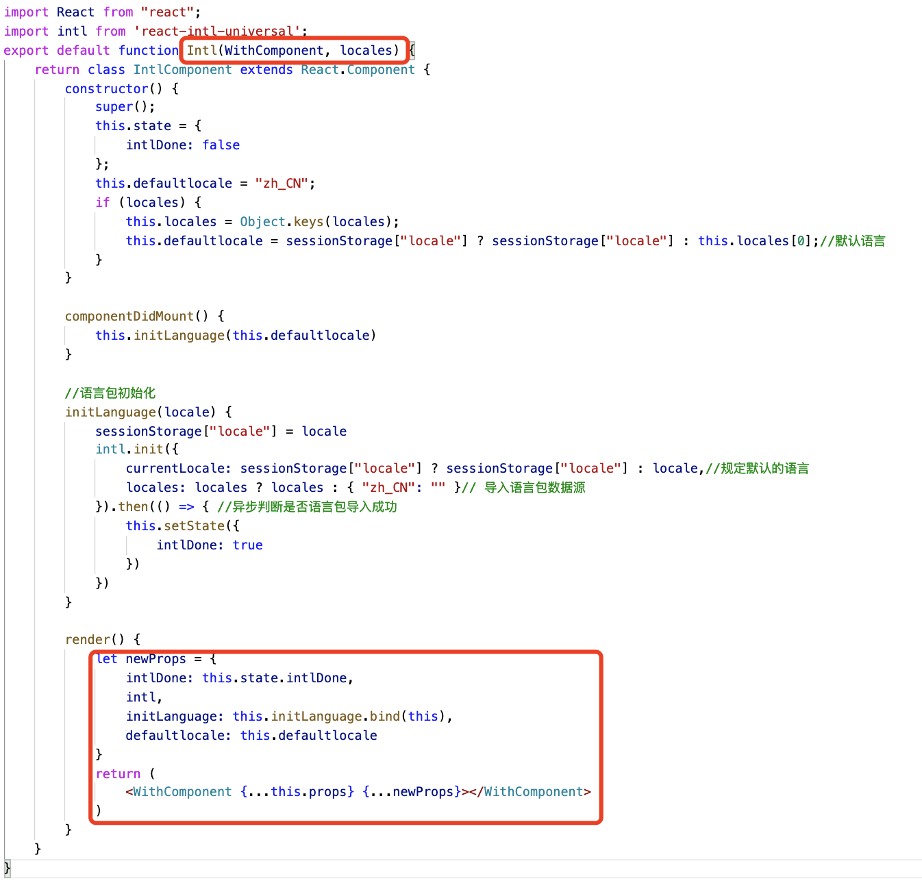 import React from "react";
import intl from 'react-intl-universal';
export default function Intl(WithComponent, locales) {
    return class IntlComponent extends React.Component {
        constructor() {
            super();
            this.state = {
                intlDone: false
            };
            this.defaultlocale = "zh_CN";
            if (locales) {
                this.locales = Object.keys(locales);
                this.defaultlocale = sessionStorage["locale"] ? sessionStorage["locale"] : this.locales[0];//默认语言
            }
        }

        componentDidMount() {
            this.initLanguage(this.defaultlocale)
        }

        //语言包初始化
        initLanguage(locale) {
            sessionStorage["locale"] = locale
            intl.init({
                currentLocale: sessionStorage["locale"] ? sessionStorage["locale"] : locale,//规定默认的语言
                locales: locales ? locales : { "zh_CN": "" }// 导入语言包数据源
            }).then(() => { //异步判断是否语言包导入成功
                this.setState({
                    intlDone: true
                })
            })
        }

        render() {
            let newProps = {
                intlDone: this.state.intlDone,
                intl,
                initLanguage: this.initLanguage.bind(this),
                defaultlocale: this.defaultlocale
            }
            return (
                <WithComponent {...this.props} {...newProps}></WithComponent>
            )
        }
    }
}